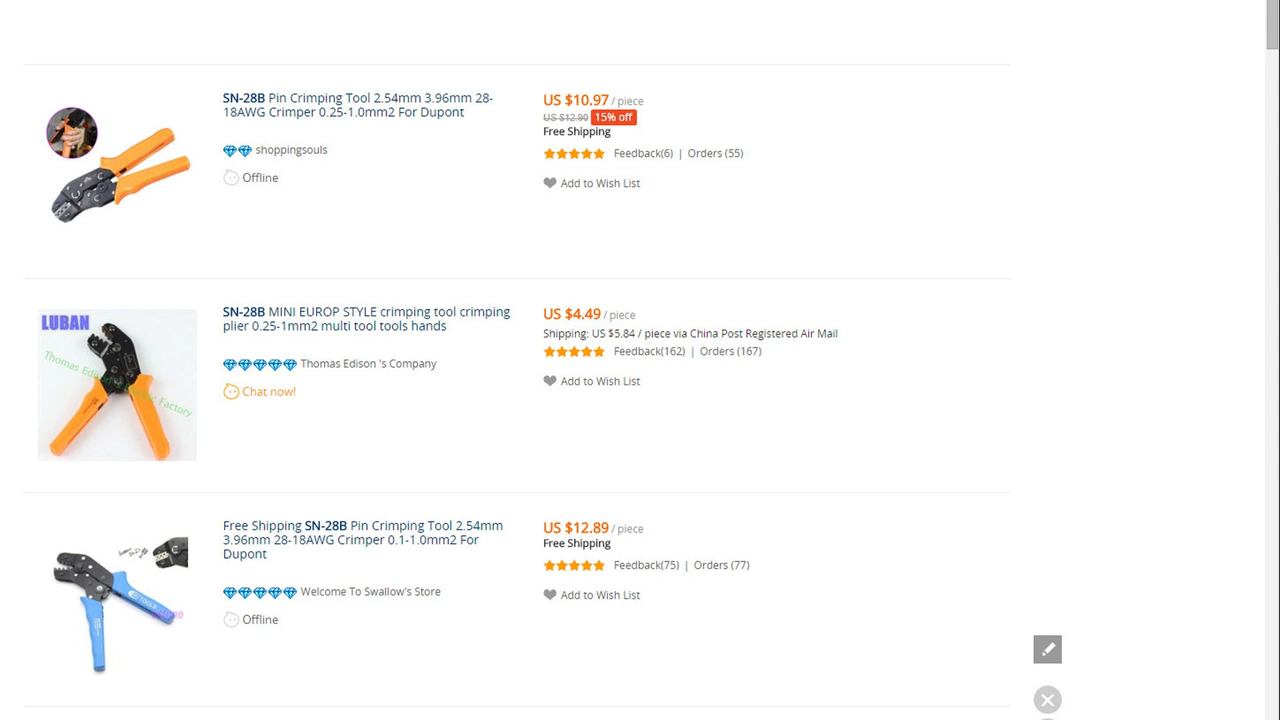 SN-28B Pin Crimping Tool 2.54mm 3.96mm 28-
18AWG Crimper 0.25-1.0mm2 For Dupont
shoppingsouls
Offline
US $10.97 / piece
US $12.90 15% off
Free Shipping
Feedback(6) | Orders (55)
Add to Wish List
LUBAN
SN-28B MINI EUROP STYLE crimping tool crimping
plier 0.25-1mm2 multi tool tools hands
Thomas Edison 's Company
Chat now!
US $4.49 / piece
Shipping: US $5.84 / piece via China Post Registered Air Mail
Feedback(162) | Orders (167)
Add to Wish List
Free Shipping SN-28B Pin Crimping Tool 2.54mm
3.96mm 28-18AWG Crimper 0.1-1.0mm2 For
Dupont
Welcome To Swallow's Store
Offline
US $12.89 / piece
Free Shipping
Feedback(75) | Orders (77)
Add to Wish List